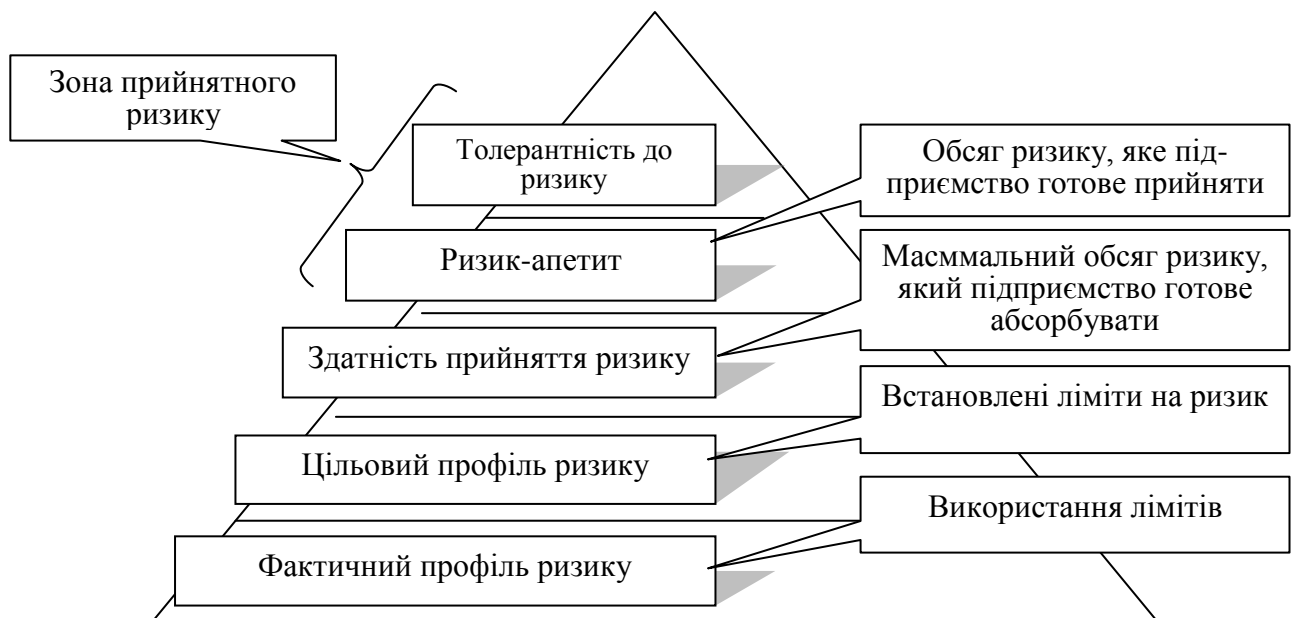 Зона прийнятного
ризику
Толерантність до
ризику
Обсяг ризику, яке під-
приємство готове прийняти
Ризик-апетит
Масммальний обсяг ризику,
який підприємство готове
абсорбувати
Здатність прийняття ризику
Встановлені ліміти на ризик
Цільовий профіль ризику
Використання лімітів
Фактичний профіль ризику